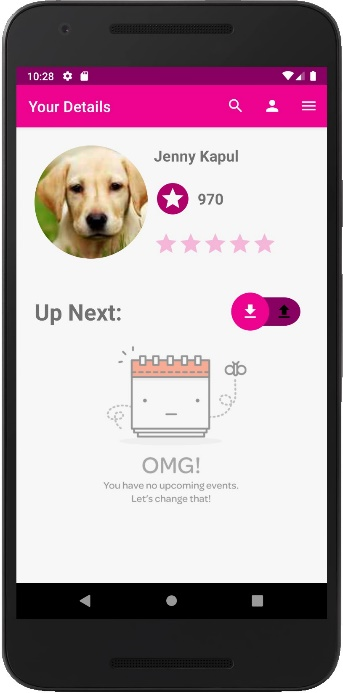 10:28
Your Details
Jenny Kapul
970
Up Next:
OMG!
You have no upcoming events.
Let's change that!